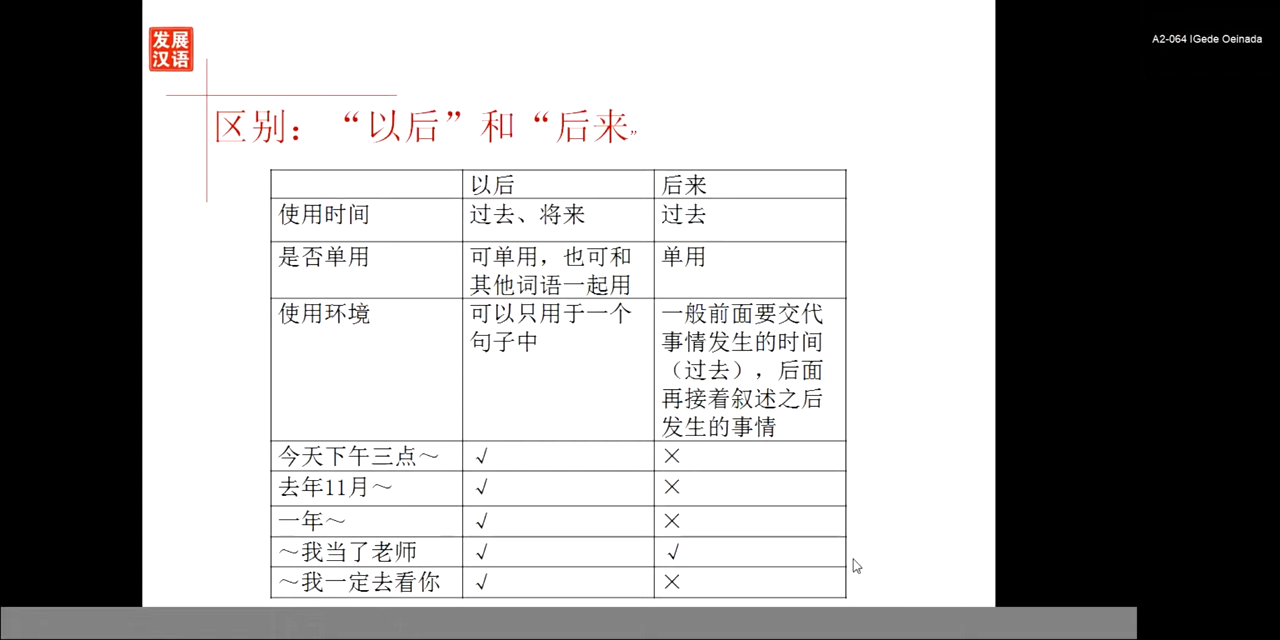 发展
汉语
A2-064 IGede Oeinada
区别：“以后”和“后来”
以后 后来
使用时间 过去、将来 过去
是否单用 可单用，也可和 单用
其他词语一起用
使用环境 可以只用于一个 一般前面要交代
句子中 事情发生的时间
（过去），后面
再接着叙述之后
发生的事情
今天下午三点～ √ ×
去年11月～ √ ×
一年～ √ ×
～我当了老师 √ √
～我一定去看你 √ ×